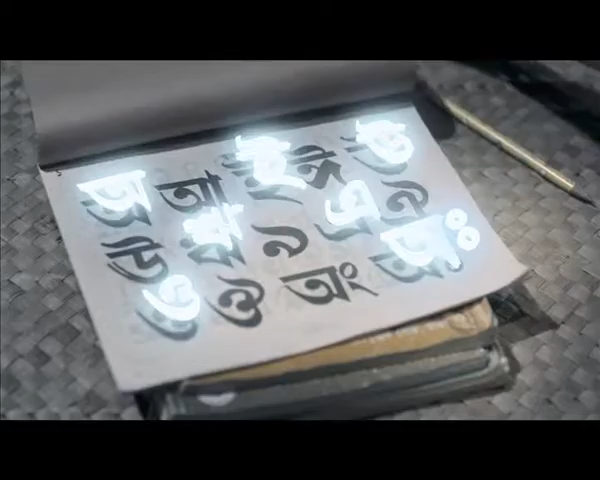 অ আ ই ঈ উ
ঊ ঋ ঌ এ ঐ
ও ঔ অং অঃ